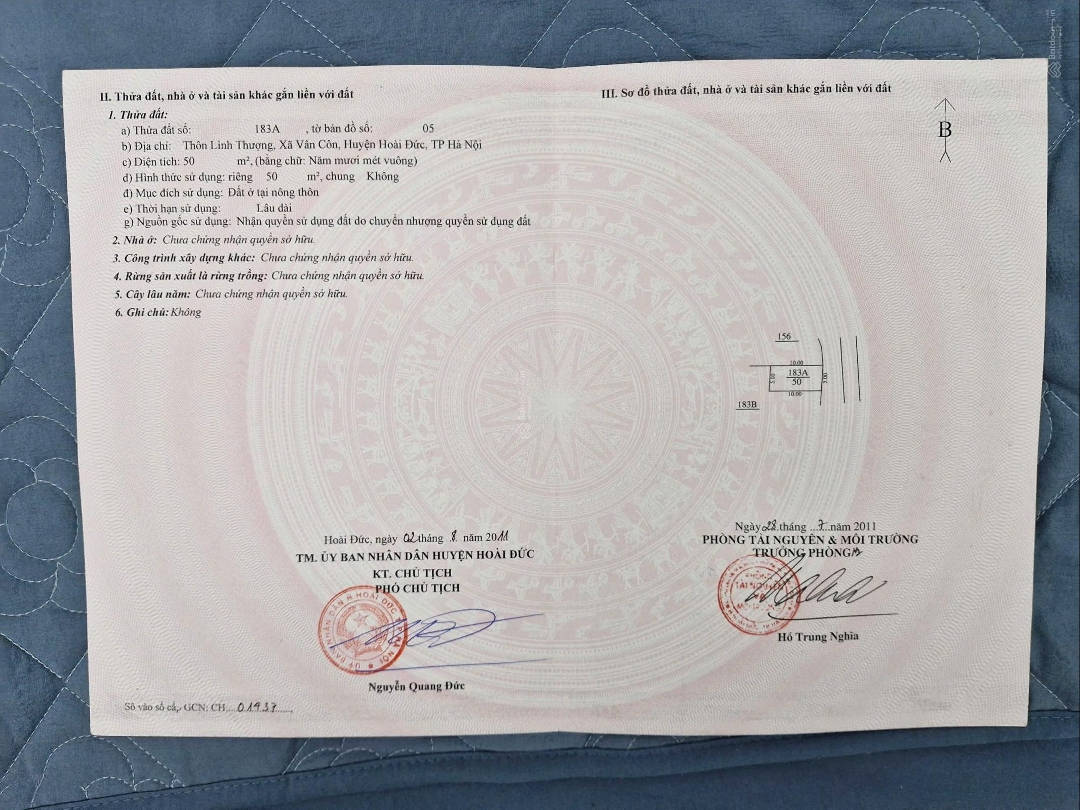 II. Thửa đất, nhà ở và tài sản khác gắn liền với đất
1. Thửa đất:
a) Thửa đất số: 183A , tờ bản đồ số: 05
b) Địa chỉ: Thôn Linh Thượng, Xã Vân Côn, Huyện Hoài Đức, TP Hà Nội
c) Diện tích: 50 m², (bằng chữ: Năm mươi mét vuông)
d) Hình thức sử dụng: riêng 50 m², chung Không
đ) Mục đích sử dụng: Đất ở tại nông thôn
e) Thời hạn sử dụng: Lâu dài
g) Nguồn gốc sử dụng: Nhận quyền sử dụng đất do chuyển nhượng quyền sử dụng đất
2. Nhà ở: Chưa chứng nhận quyền sở hữu.
3. Công trình xây dựng khác: Chưa chứng nhận quyền sở hữu.
4. Rừng sản xuất là rừng trồng: Chưa chứng nhận quyền sở hữu.
5. Cây lâu năm: Chưa chứng nhận quyền sở hữu.
6. Ghi chú: Không
Hoài Đức, ngày 02 tháng 8 năm 2011
TM. ỦY BAN NHÂN DÂN HUYỆN HOÀI ĐỨC
KT. CHỦ TỊCH
PHÓ CHỦ TỊCH
Nguyễn Quang Đức
Số vào sổ cấp GCN: CH 01937
III. Sơ đồ thửa đất, nhà ở và tài sản khác gắn liền với đất
B
156
10.00
5.00
183A
50
5.00
10.00
183B
Ngày 28 tháng 7 năm 2011
PHÒNG TÀI NGUYÊN & MÔI TRƯỜNG
TRƯỞNG PHÒNG
Hồ Trung Nghĩa